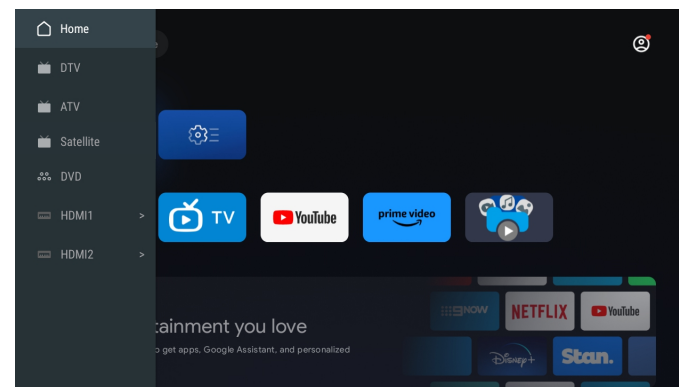 Home
DTV
ATV
Satellite
DVD
HDMI1 >
HDMI2 >
TV
YouTube
prime video
9NOW
NETFLIX
YouTube
tainment you love
o get apps, Google Assistant, and personalized
Disney+
Stan.